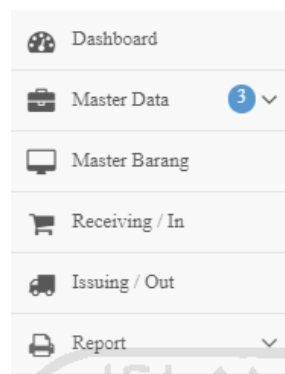 Dashboard
Master Data 3
Master Barang
Receiving / In
Issuing / Out
Report